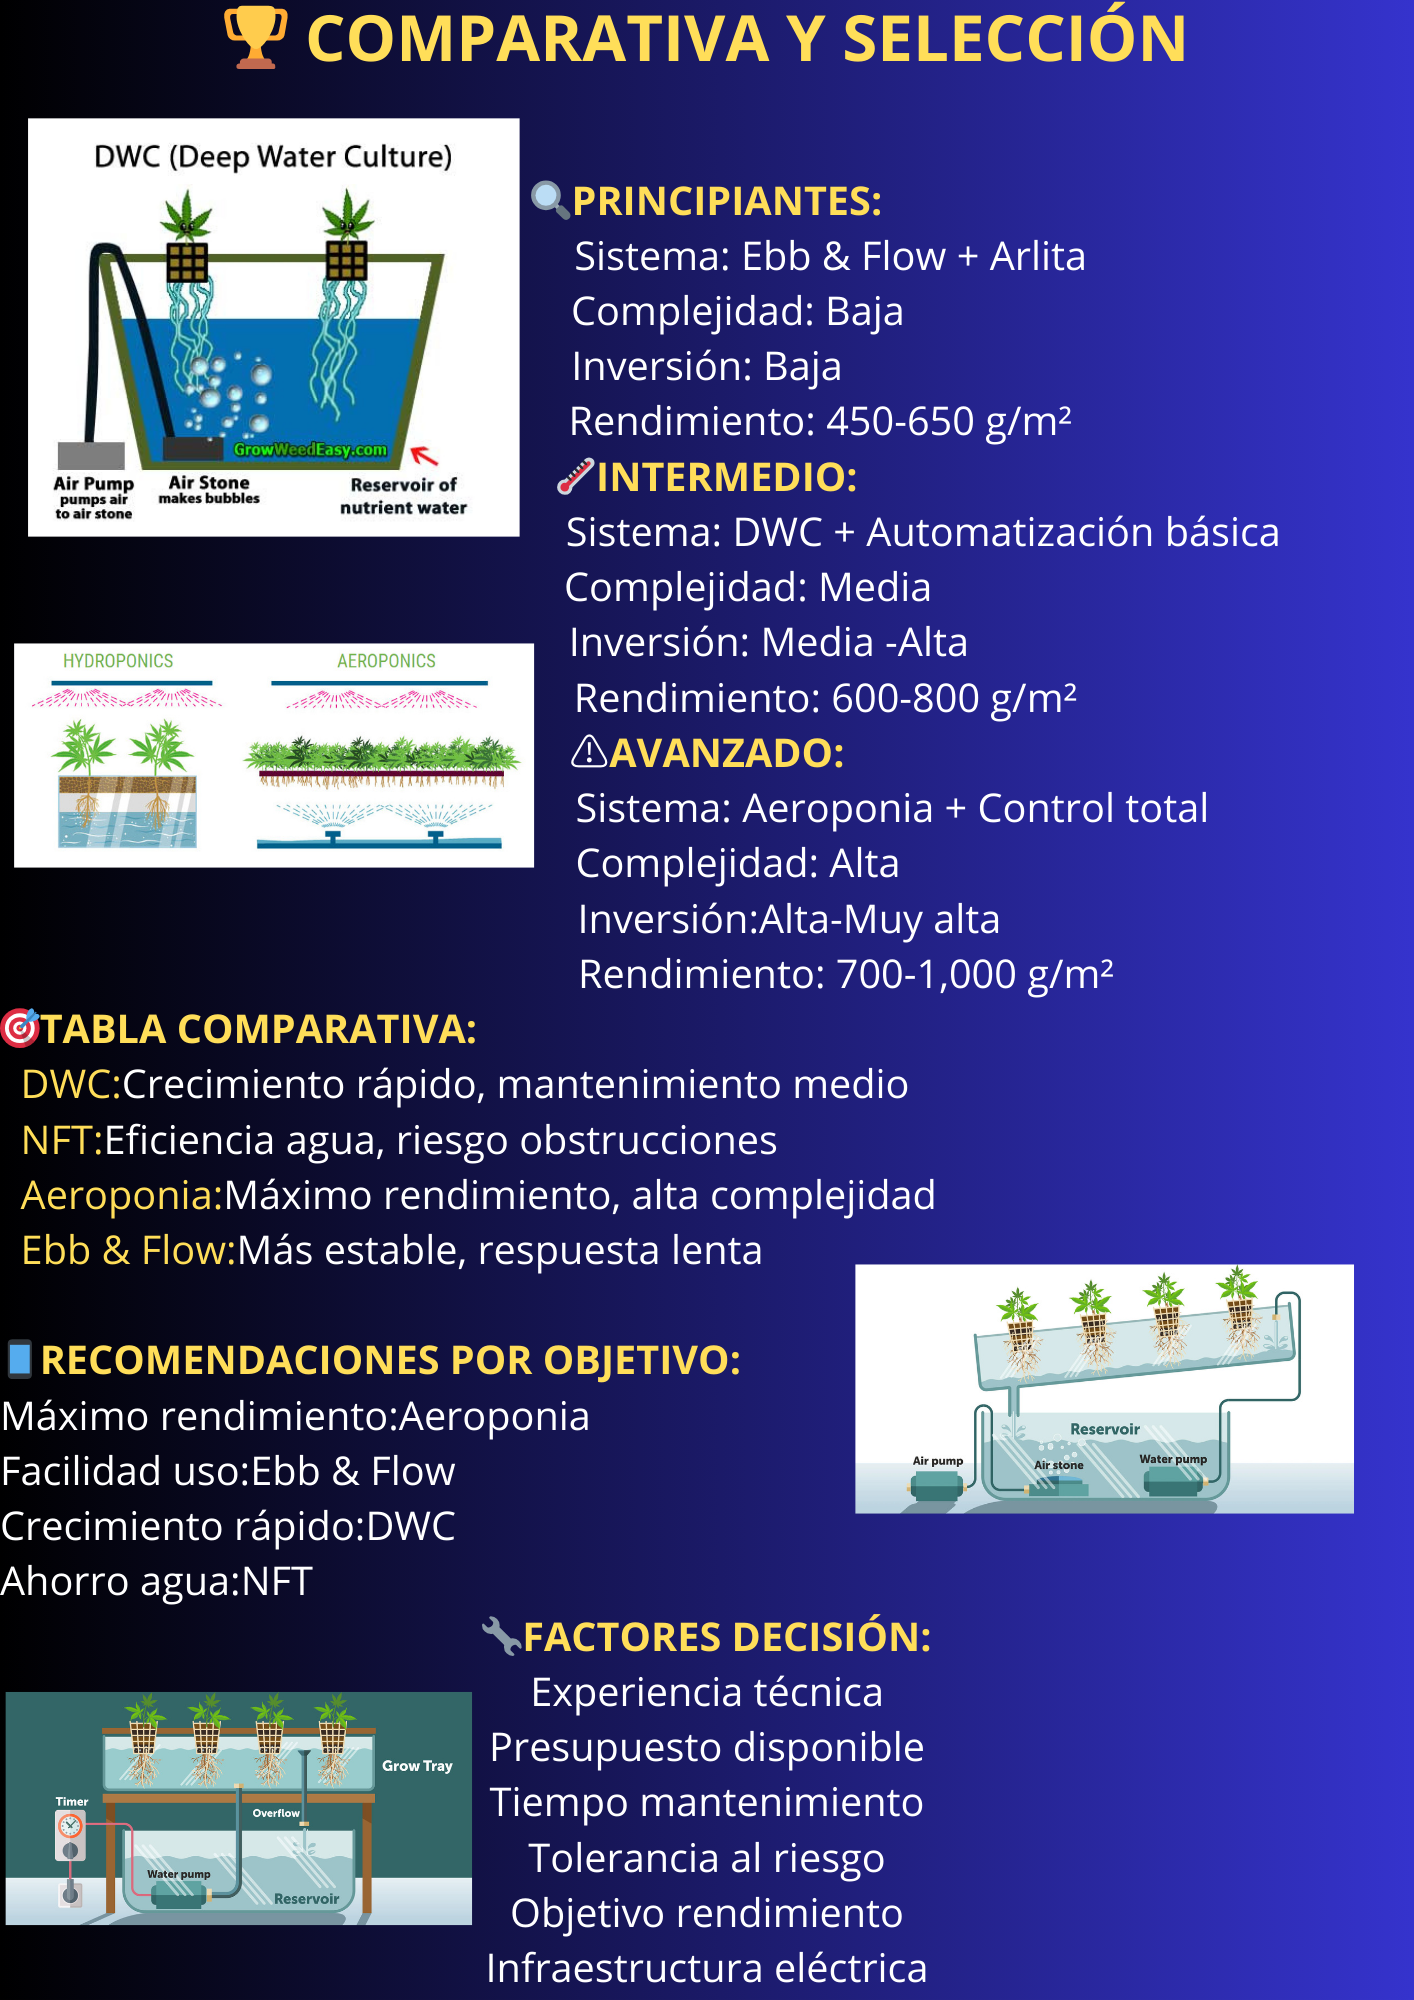 🏆 COMPARATIVA Y SELECCIÓN
DWC (Deep Water Culture)
GrowWeedEasy.com
Air Pump
pumps air
to air stone
Air Stone
makes bubbles
Reservoir of
nutrient water
🔍PRINCIPIANTES:
Sistema: Ebb & Flow + Arlita
Complejidad: Baja
Inversión: Baja
Rendimiento: 450-650 g/m²
🌡️INTERMEDIO:
Sistema: DWC + Automatización básica
Complejidad: Media
Inversión: Media -Alta
Rendimiento: 600-800 g/m²
HYDROPONICS
AEROPONICS
⚠AVANZADO:
Sistema: Aeroponia + Control total
Complejidad: Alta
Inversión:Alta-Muy alta
Rendimiento: 700-1,000 g/m²
🎯TABLA COMPARATIVA:
DWC:Crecimiento rápido, mantenimiento medio
NFT:Eficiencia agua, riesgo obstrucciones
Aeroponia:Máximo rendimiento, alta complejidad
Ebb & Flow:Más estable, respuesta lenta
📱RECOMENDACIONES POR OBJETIVO:
Máximo rendimiento:Aeroponia
Facilidad uso:Ebb & Flow
Crecimiento rápido:DWC
Ahorro agua:NFT
Reservoir
Air pump
Air stone
Water pump
🔧FACTORES DECISIÓN:
Experiencia técnica
Presupuesto disponible
Tiempo mantenimiento
Tolerancia al riesgo
Objetivo rendimiento
Infraestructura eléctrica
Grow Tray
Timer
Overflow
Water pump
Reservoir